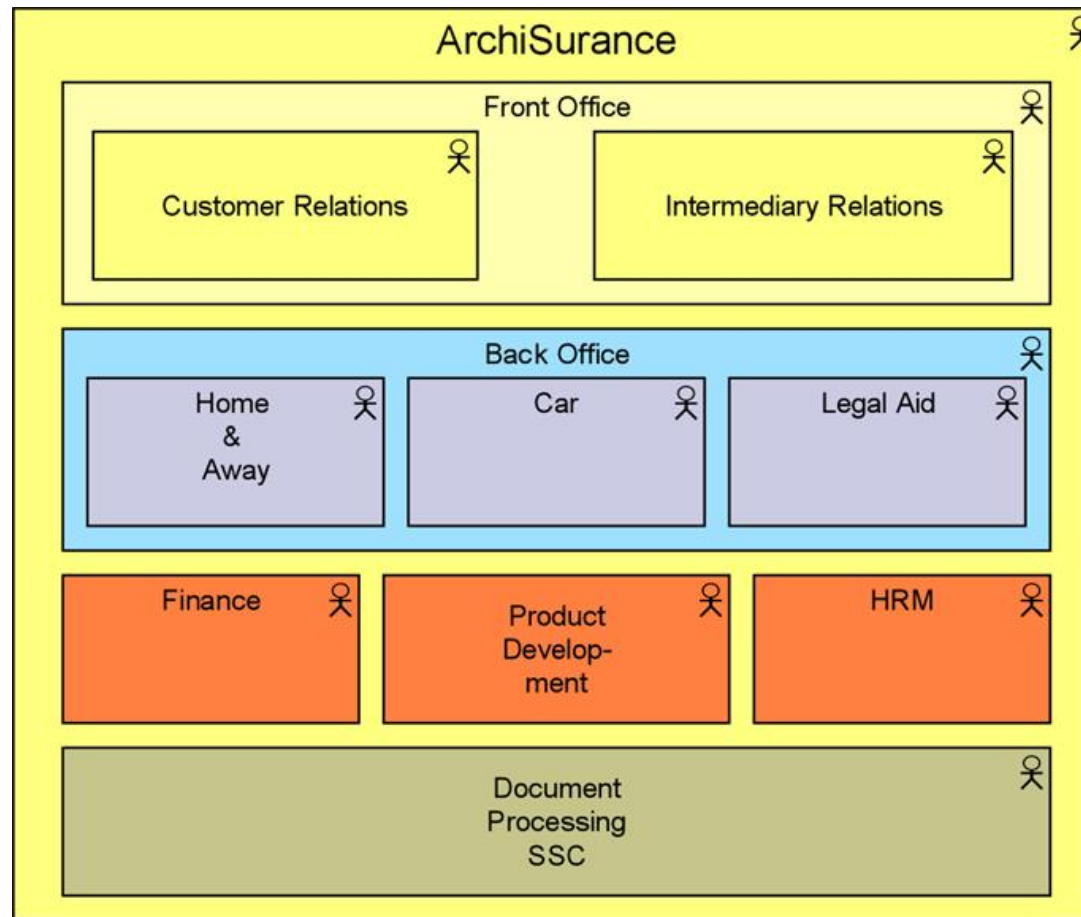 ArchiSurance
Front Office
Customer Relations
Intermediary Relations
Back Office
Home
&
Away
Car
Legal Aid
Finance
Product
Develop-
ment
HRM
Document
Processing
SSC